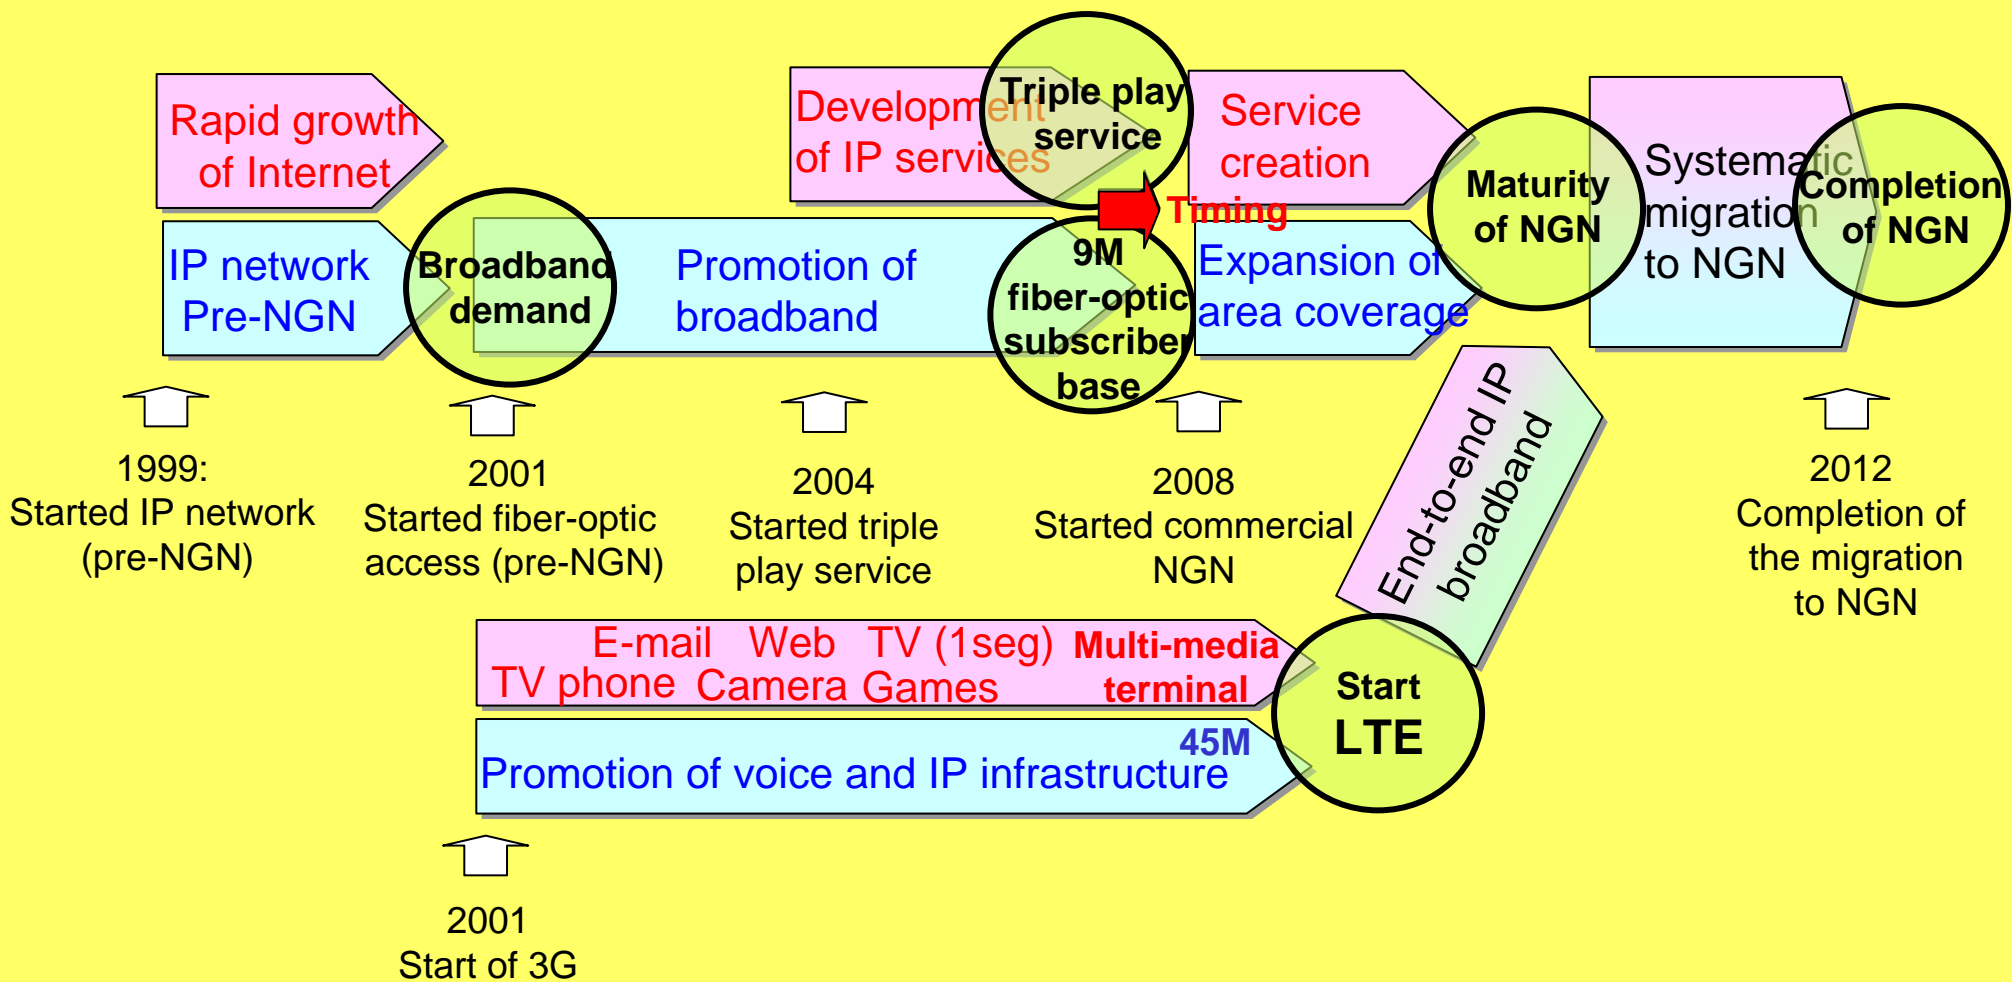 Rapid growth
of Internet
IP network
Pre-NGN
Broadband
demand
Development
of IP services
Triple play
service
Promotion of
broadband
Timing
9M
fiber-optic
subscriber
base
Service
creation
Expansion of
area coverage
Maturity
of NGN
Systematic
migration
to NGN
Completion
of NGN
1999:
Started IP network
(pre-NGN)
2001
Started fiber-optic
access (pre-NGN)
2004
Started triple
play service
2008
Started commercial
NGN
End-to-end IP
broadband
2012
Completion of
the migration
to NGN
E-mail Web TV (1seg)
TV phone Camera Games
Multi-media
terminal
45M
Promotion of voice and IP infrastructure
Start
LTE
2001
Start of 3G